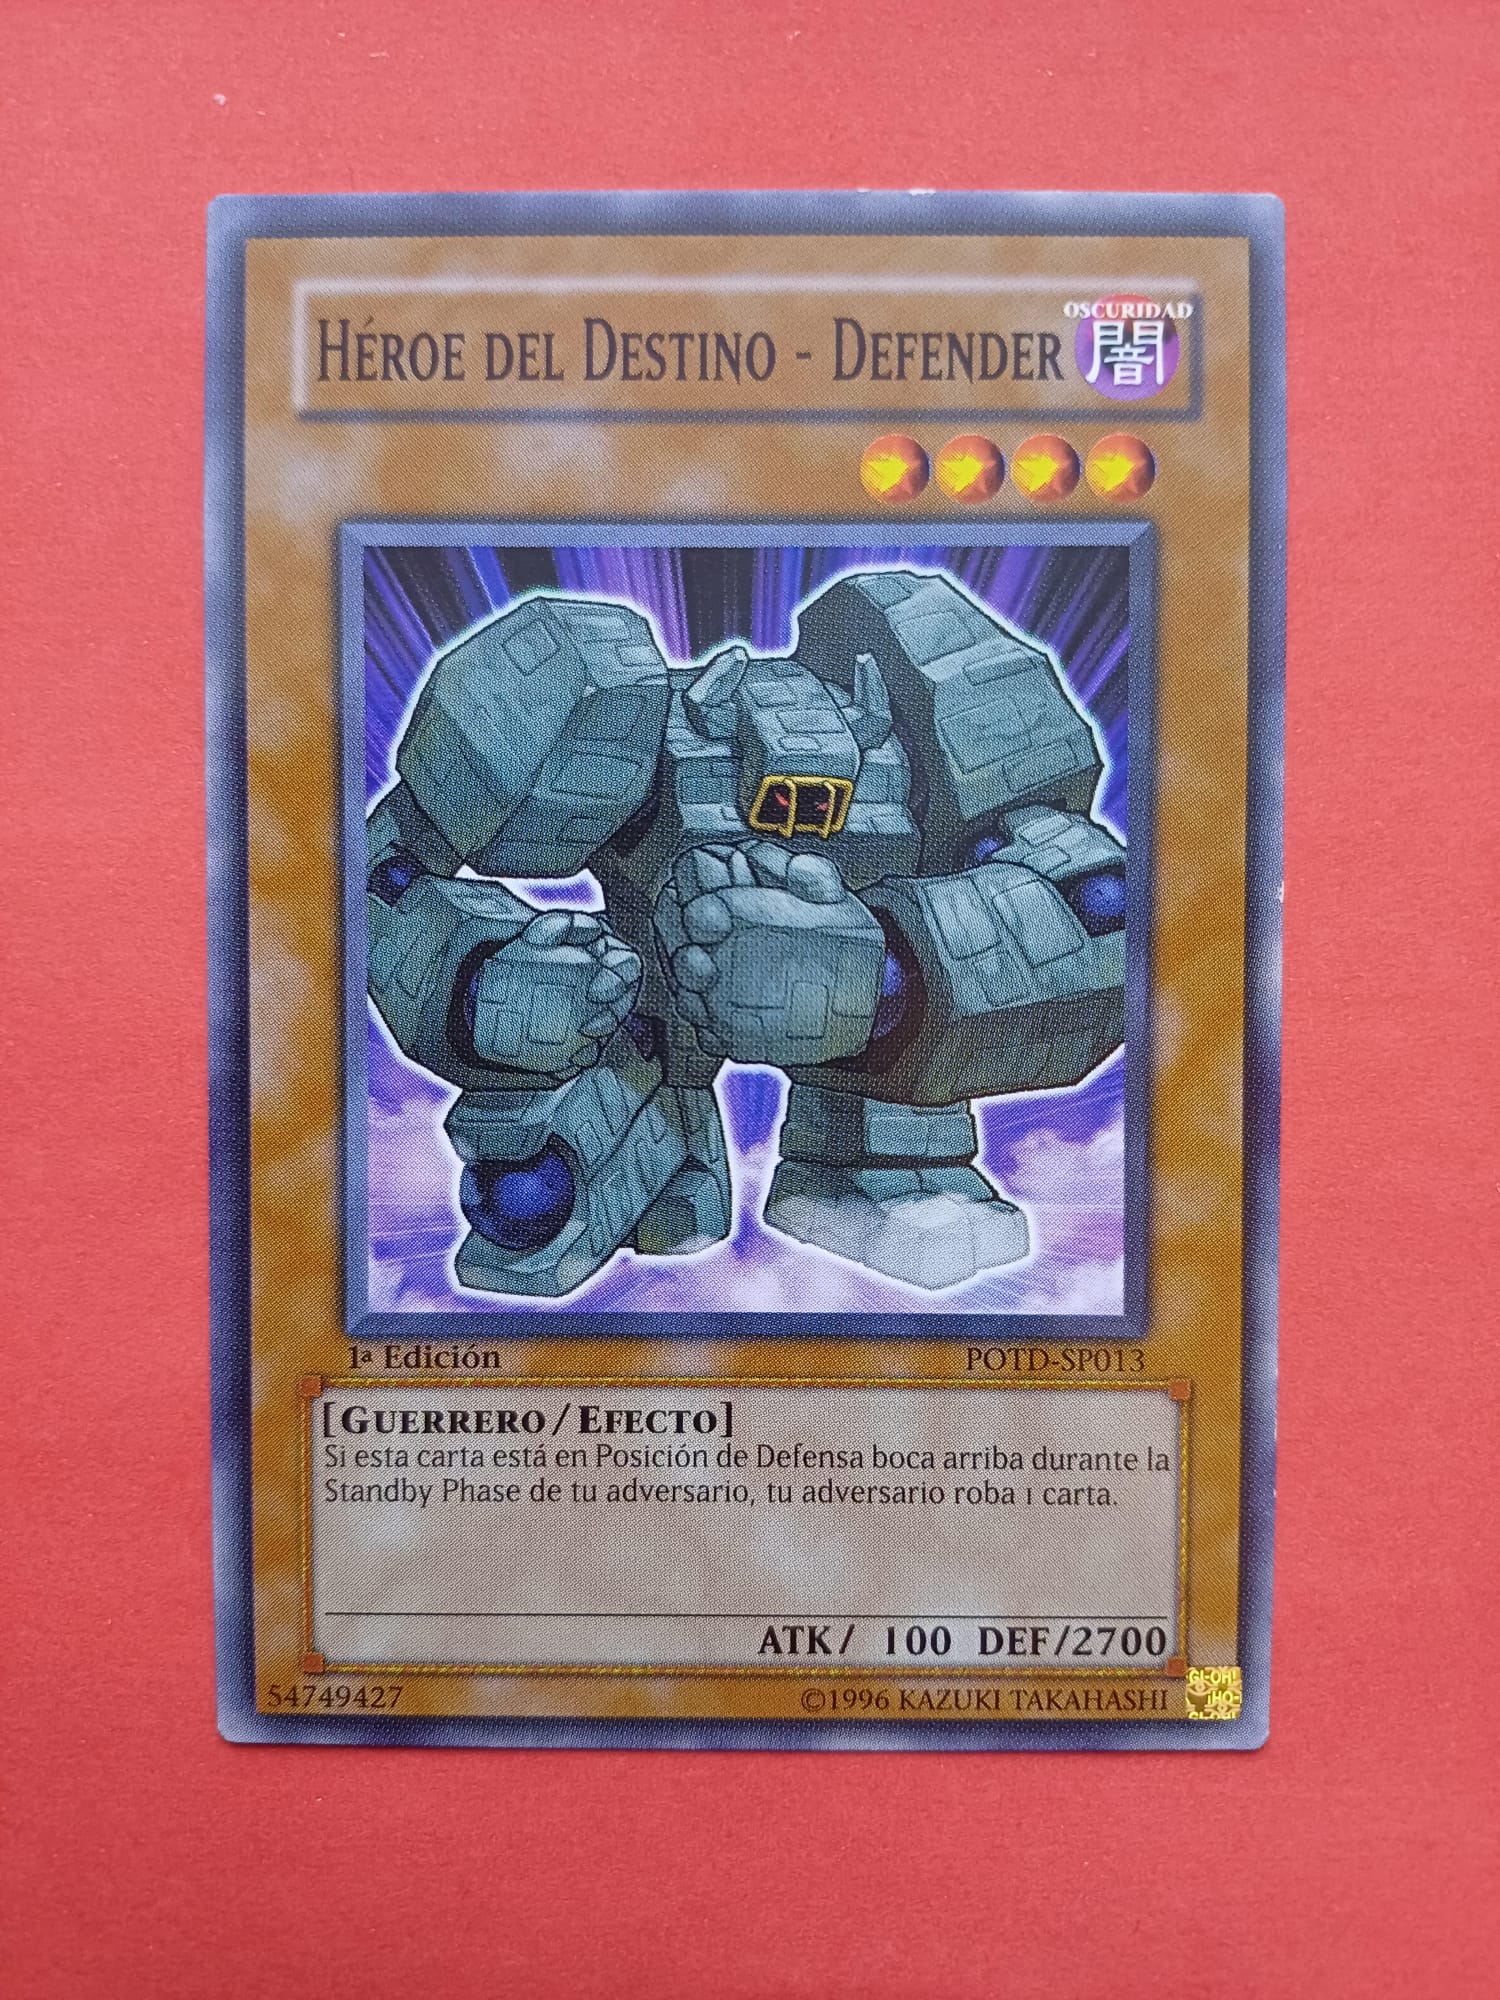 HÉROE DEL DESTINO - DEFENDER
OSCURIDAD
闇
1ª Edición
POTD-SP013
[GUERRERO/EFECTO]
Si esta carta está en Posición de Defensa boca arriba durante la
Standby Phase de tu adversario, tu adversario roba 1 carta.
ATK/ 100 DEF/2700
54749427
©1996 KAZUKI TAKAHASHI
GI-OH!